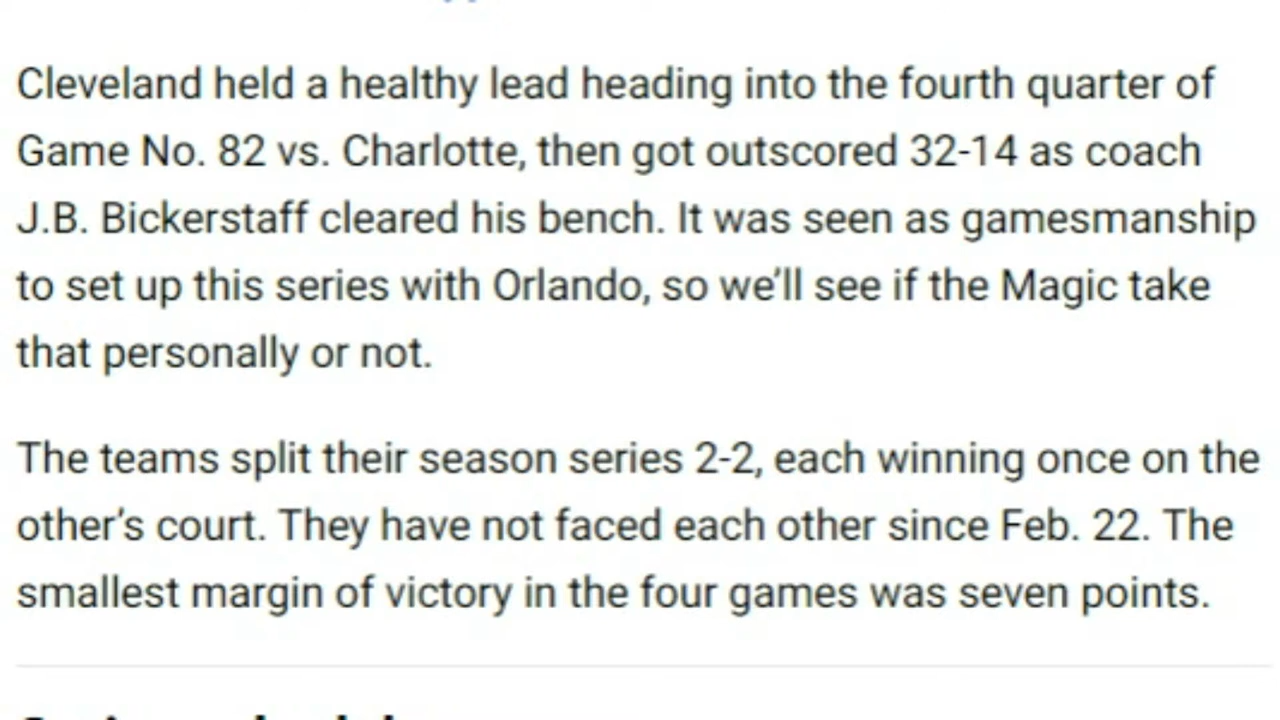 Cleveland held a healthy lead heading into the fourth quarter of
Game No. 82 vs. Charlotte, then got outscored 32-14 as coach
J.B. Bickerstaff cleared his bench. It was seen as gamesmanship
to set up this series with Orlando, so we’ll see if the Magic take
that personally or not.
The teams split their season series 2-2, each winning once on the
other’s court. They have not faced each other since Feb. 22. The
smallest margin of victory in the four games was seven points.